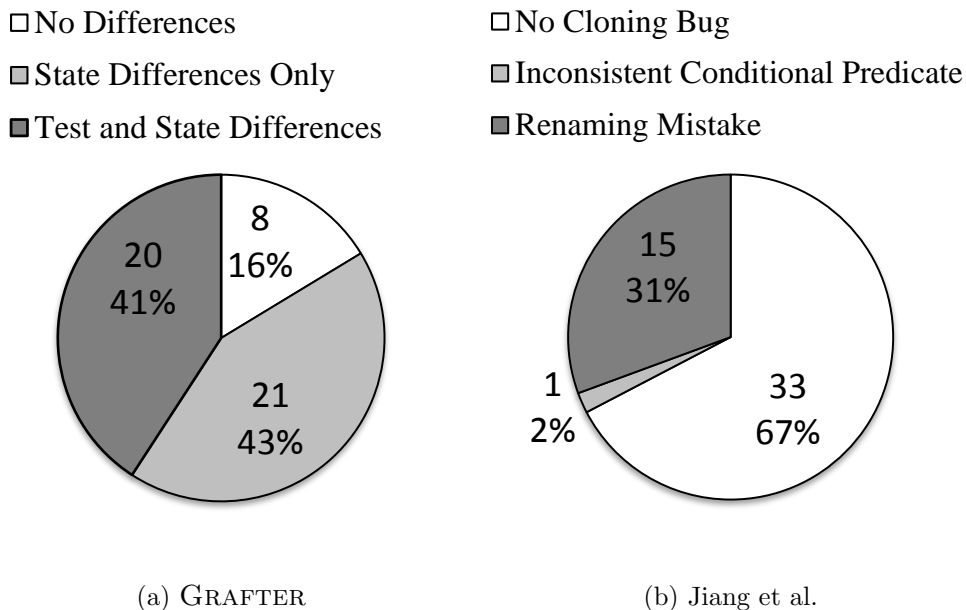 No Differences
State Differences Only
Test and State Differences
8
16%
20
41%
21
43%
(a) GRAFTER
No Cloning Bug
Inconsistent Conditional Predicate
Renaming Mistake
15
31%
1
2%
33
67%
(b) Jiang et al.